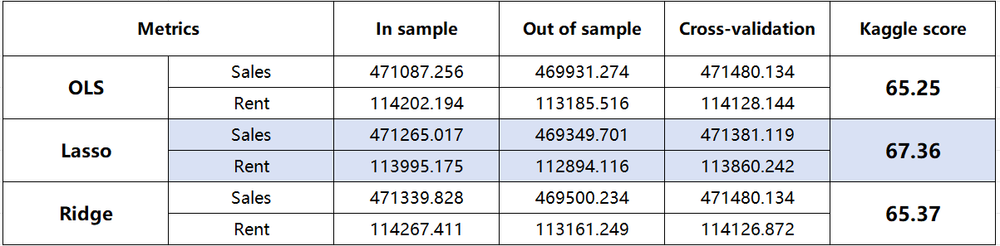 Metrics In sample Out of sample Cross-validation Kaggle score
OLS Sales 471087.256 469931.274 471480.134 65.25
Rent 114202.194 113185.516 114128.144
Lasso Sales 471265.017 469349.701 471381.119 67.36
Rent 113995.175 112894.116 113860.242
Ridge Sales 471339.828 469500.234 471480.134 65.37
Rent 114267.411 113161.249 114126.872